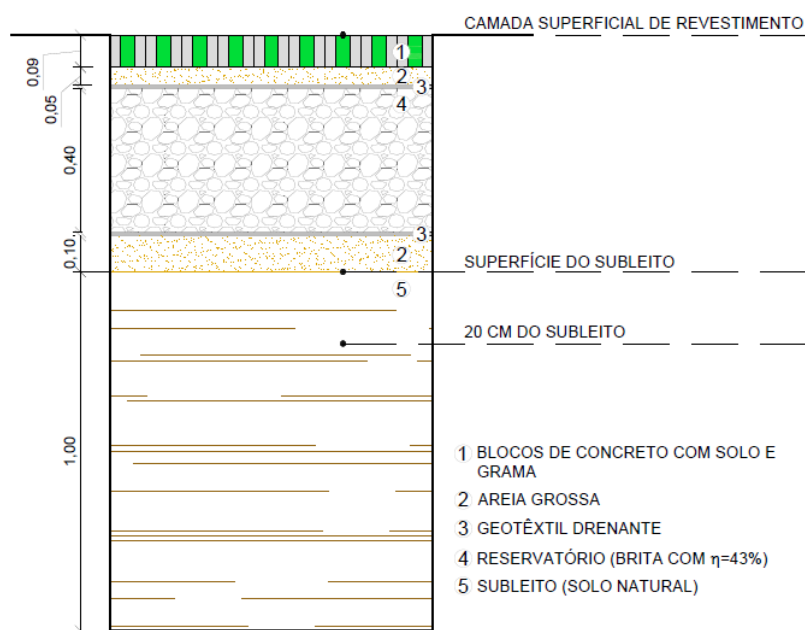 CAMADA SUPERFICIAL DE REVESTIMENTO
1
0,09
2
3
0,05
4
0,40
3
0,10
2
SUPERFÍCIE DO SUBLEITO
5
20 CM DO SUBLEITO
1,00
1 BLOCOS DE CONCRETO COM SOLO E
GRAMA
2 AREIA GROSSA
3 GEOTÊXTIL DRENANTE
4 RESERVATÓRIO (BRITA COM η=43%)
5 SUBLEITO (SOLO NATURAL)